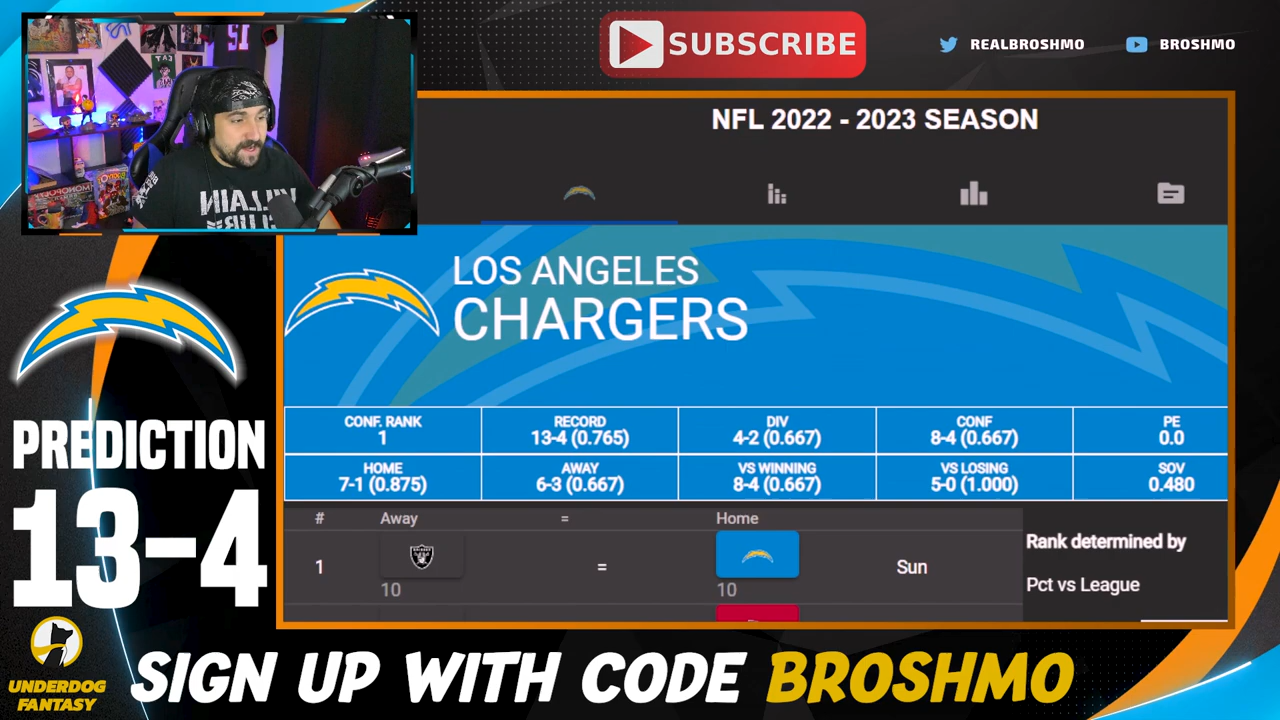 SUBSCRIBE
REALBROSHMO
BROSHMO
NFL 2022 - 2023 SEASON
LOS ANGELES
CHARGERS
CONF. RANK
1
RECORD
13-4 (0.765)
DIV
4-2 (0.667)
CONF
8-4 (0.667)
PE
0.0
HOME
7-1 (0.875)
AWAY
6-3 (0.667)
VS WINNING
8-4 (0.667)
VS LOSING
5-0 (1.000)
SOV
0.480
# Away = Home
1 = Sun
10 10
Rank determined by
Pct vs League
PREDICTION
13-4
UNDERDOG
FANTASY
SIGN UP WITH CODE BROSHMO
VILLAIN
CLUB